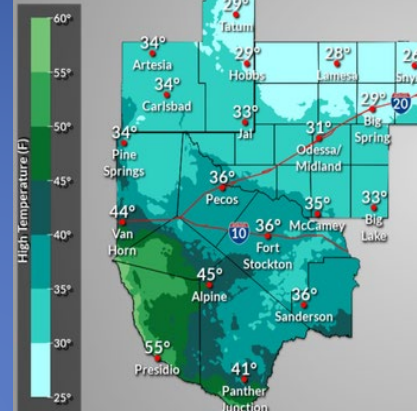 High Temperature (F)
60°
55°
50°
45°
40°
35°
30°
25°
29°
Tatum
34°
Artesia
29°
Hobbs
28°
Lamesa
34°
Carlsbad
29°
Big
Spring
20
33°
Jal
34°
Pine
Springs
31°
Odessa/
Midland
36°
Pecos
35°
McCamey
33°
Big
Lake
44°
Van
Horn
10
36°
Fort
Stockton
45°
Alpine
36°
Sanderson
55°
Presidio
41°
Panther
Junction